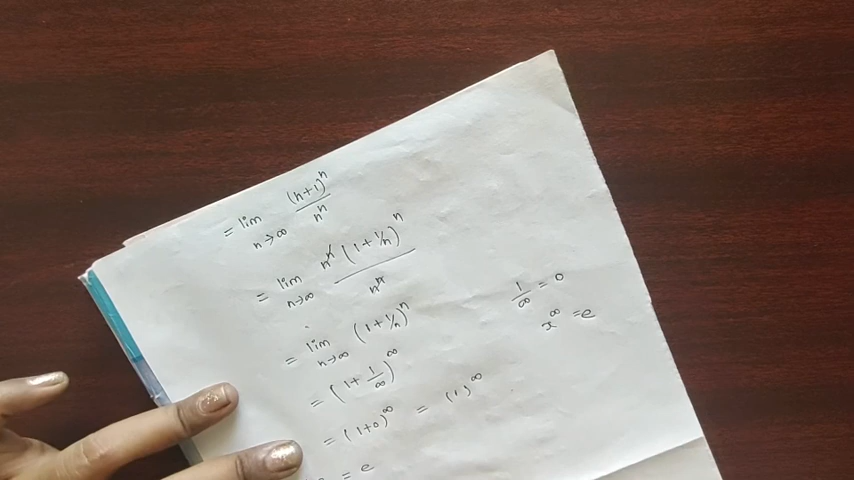 = lim n→∞ (n+1)^n / n^n
= lim n→∞ n^n (1 + 1/n)^n / n^n
= lim n→∞ (1 + 1/n)^n
= (1 + 1/∞)^∞
= (1+0)^∞ = (1)^∞
= e
1/∞ = 0
x^∞ = e